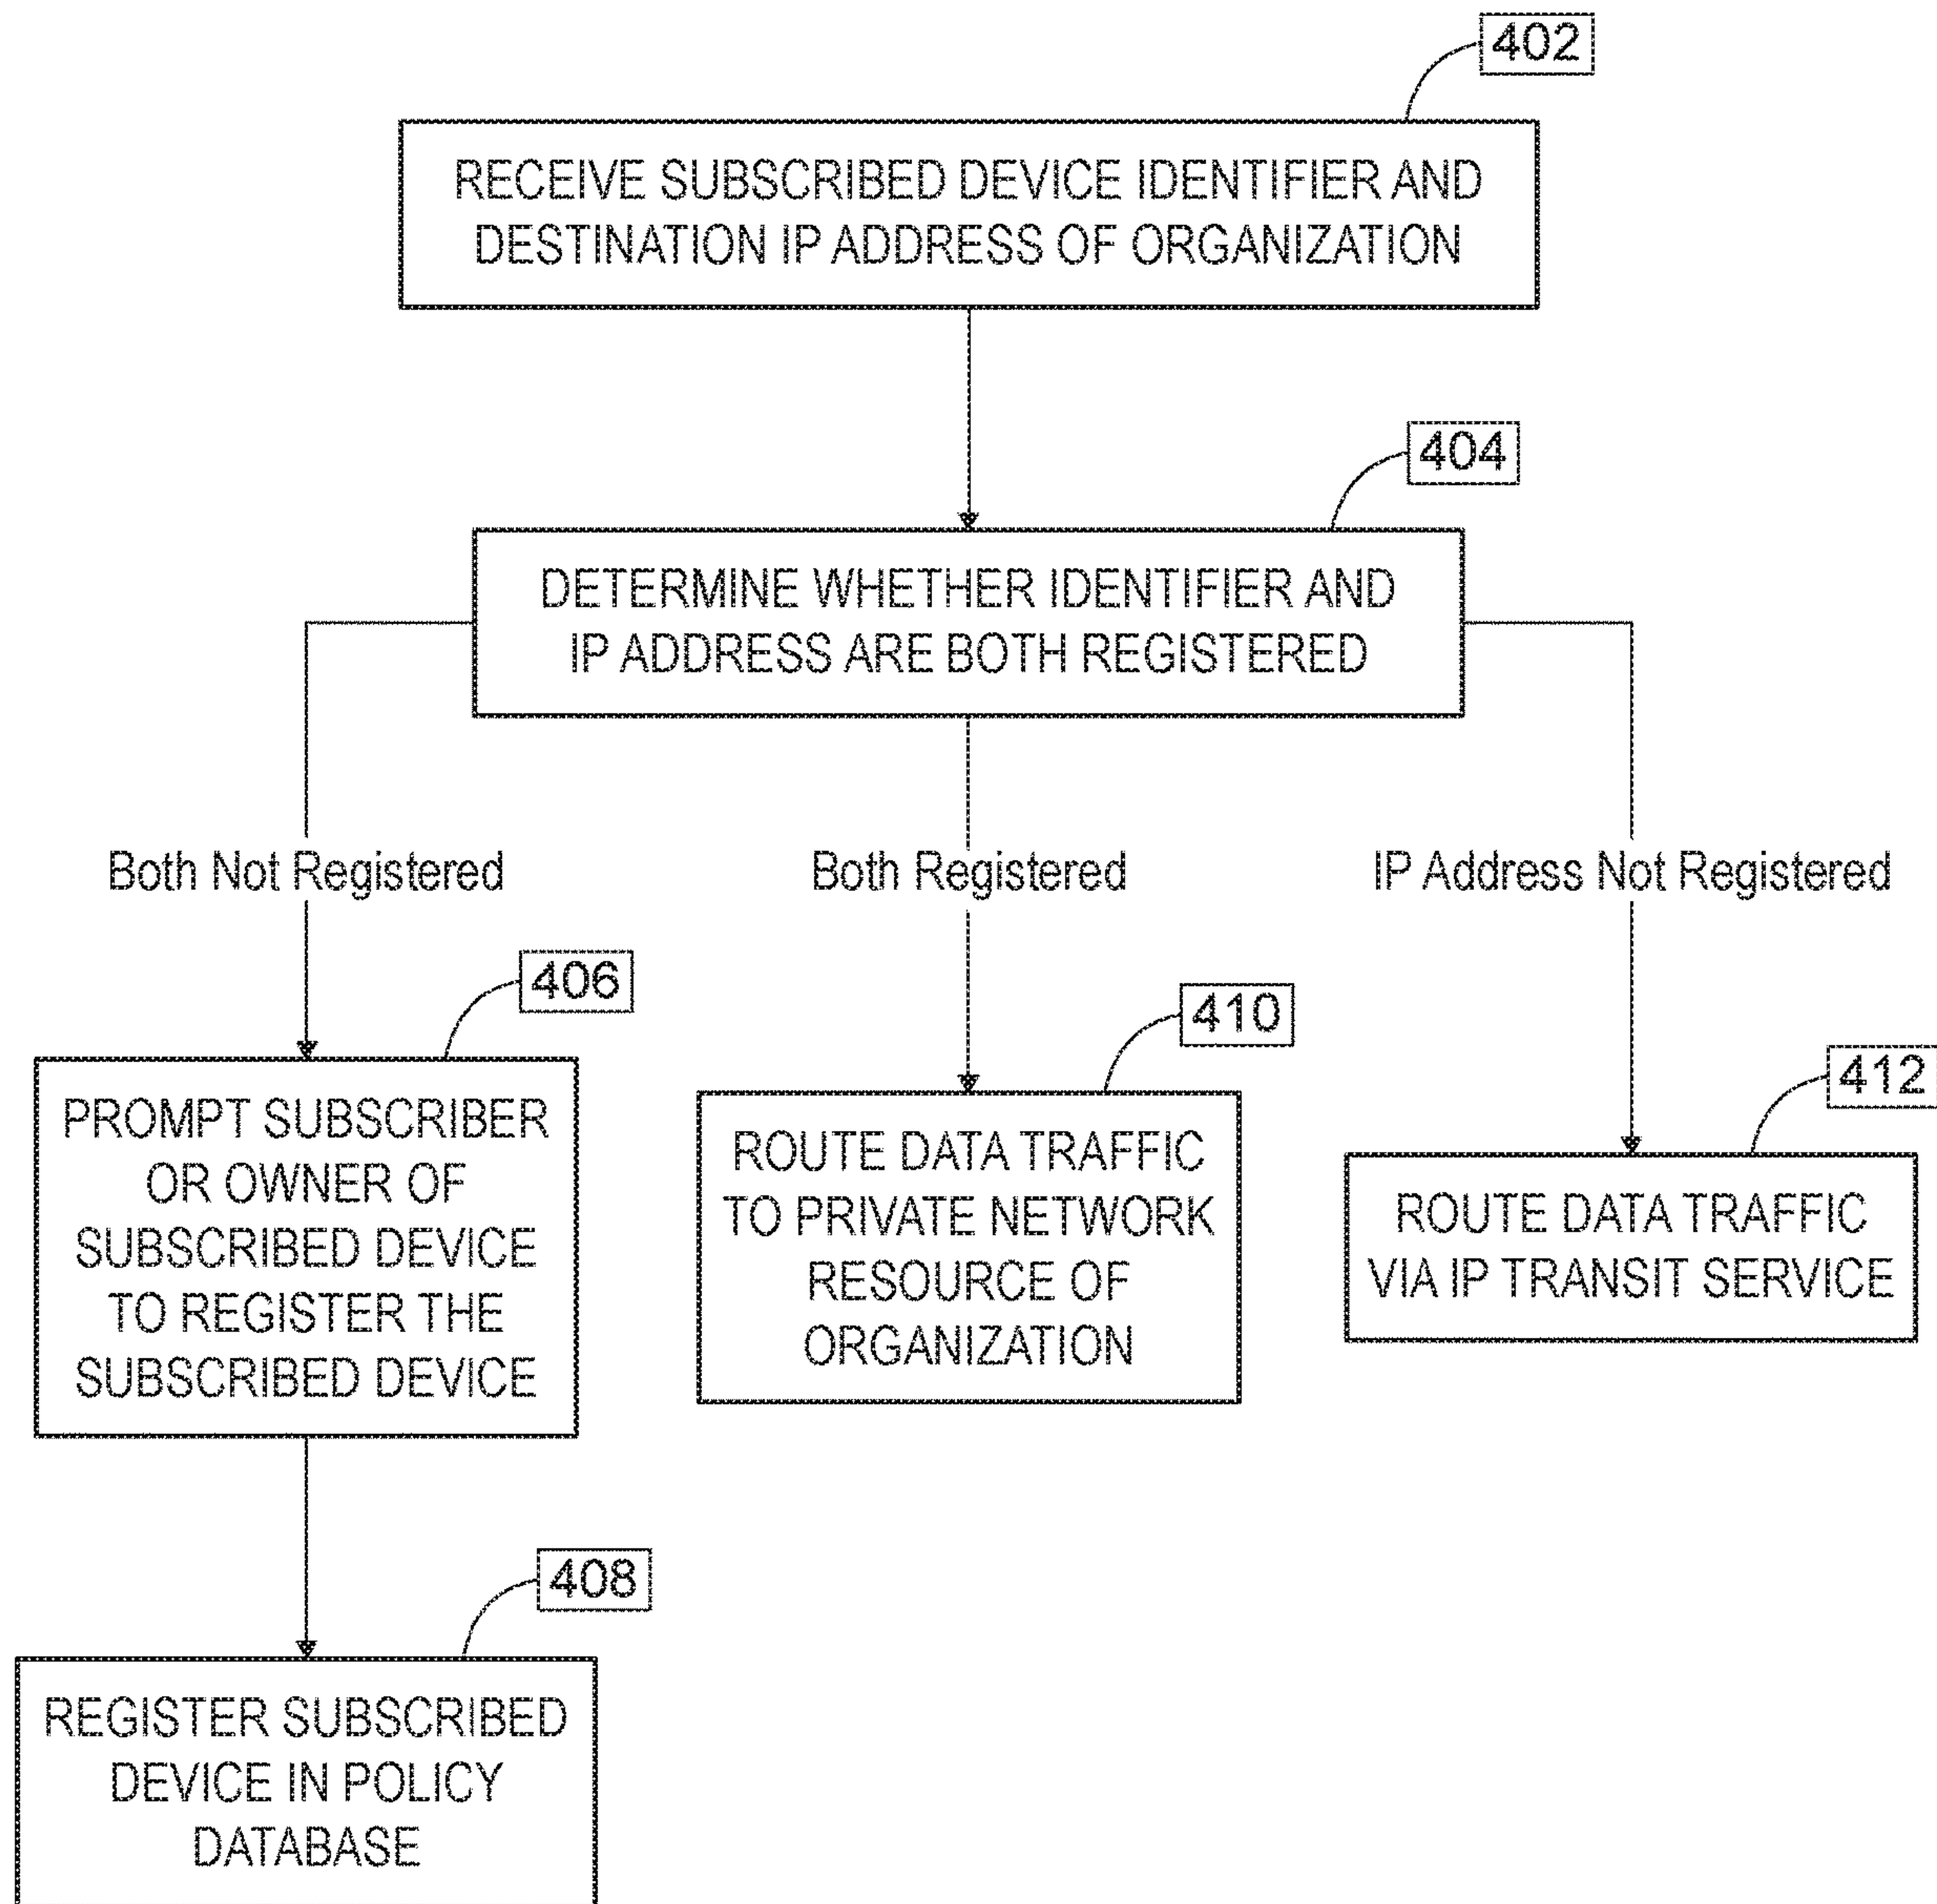 402
RECEIVE SUBSCRIBED DEVICE IDENTIFIER AND
DESTINATION IP ADDRESS OF ORGANIZATION
404
DETERMINE WHETHER IDENTIFIER AND
IP ADDRESS ARE BOTH REGISTERED
Both Not Registered
Both Registered
IP Address Not Registered
406
PROMPT SUBSCRIBER
OR OWNER OF
SUBSCRIBED DEVICE
TO REGISTER THE
SUBSCRIBED DEVICE
410
ROUTE DATA TRAFFIC
TO PRIVATE NETWORK
RESOURCE OF
ORGANIZATION
412
ROUTE DATA TRAFFIC
VIA IP TRANSIT SERVICE
408
REGISTER SUBSCRIBED
DEVICE IN POLICY
DATABASE